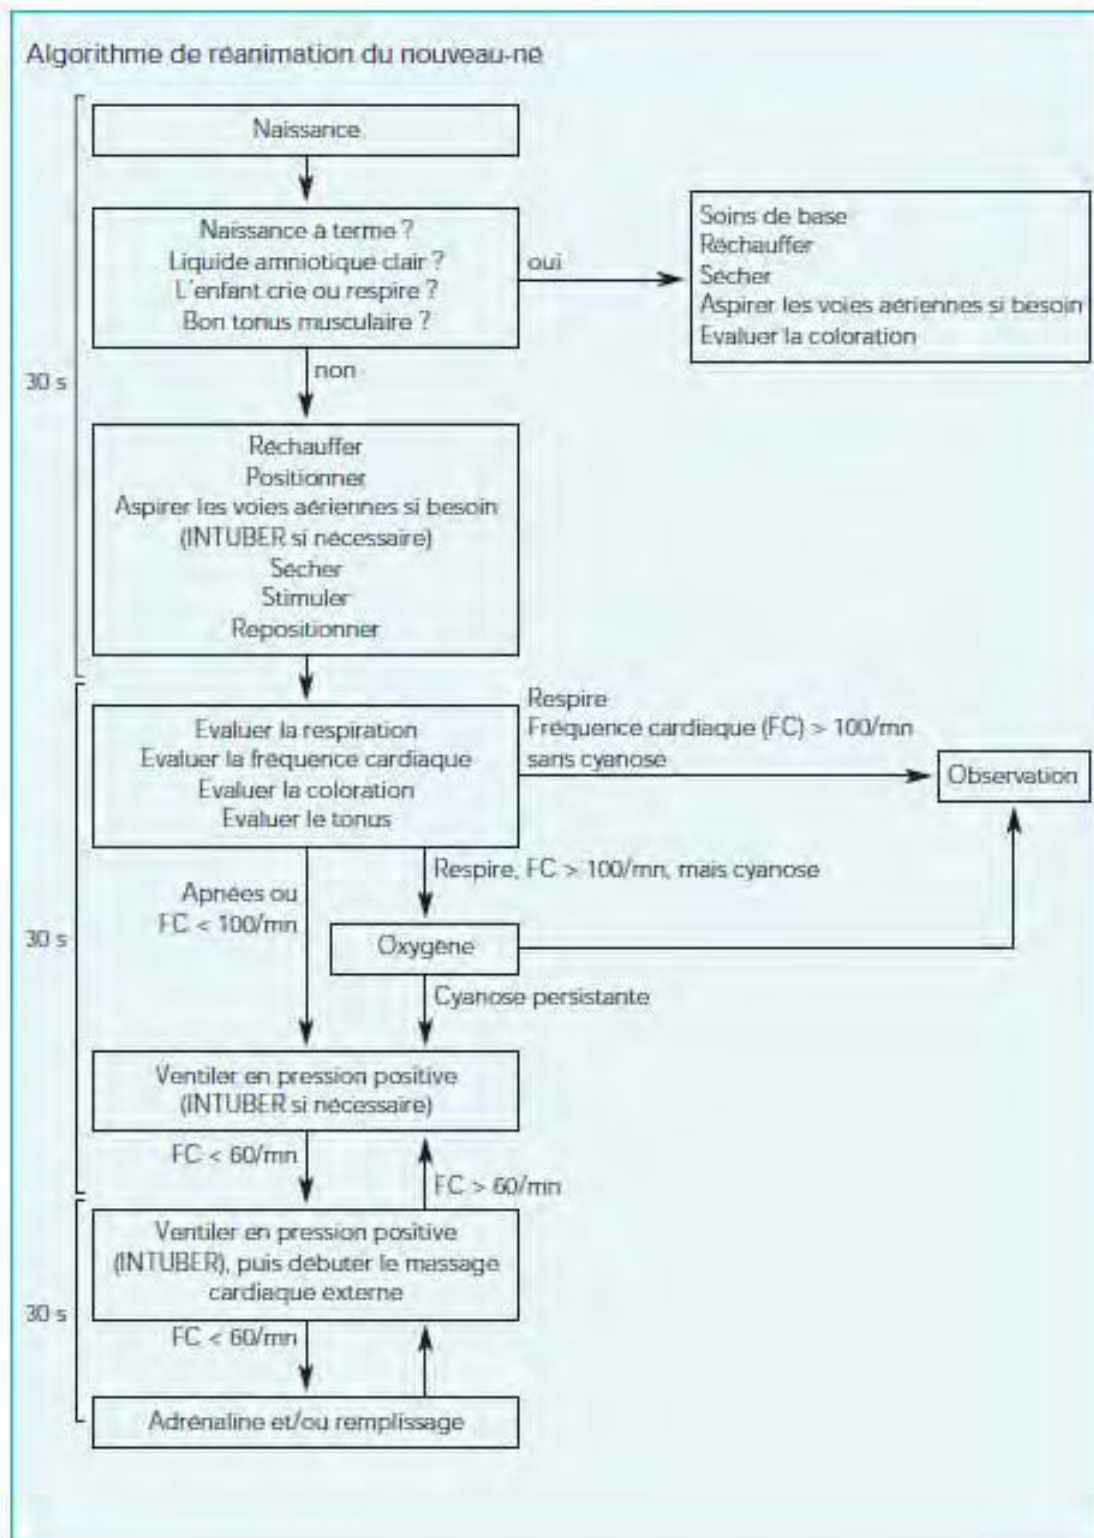 Algorithme de réanimation du nouveau-né
Naissance
Naissance à terme ?
Liquide amniotique clair ?
L'enfant crie ou respire ?
Bon tonus musculaire ?
oui
Soins de base
Réchauffer
Sécher
Aspirer les voies aériennes si besoin
Evaluer la coloration
non
30 s
Réchauffer
Positionner
Aspirer les voies aériennes si besoin
(INTUBER si nécessaire)
Sécher
Stimuler
Repositionner
Evaluer la respiration
Evaluer la fréquence cardiaque
Evaluer la coloration
Evaluer le tonus
Respire
Fréquence cardiaque (FC) > 100/mn
sans cyanose
Observation
Respire, FC > 100/mn, mais cyanose
Apnées ou
FC < 100/mn
30 s
Oxygène
Cyanose persistante
Ventiler en pression positive
(INTUBER si nécessaire)
FC < 60/mn
FC > 60/mn
Ventiler en pression positive
(INTUBER), puis débuter le massage
cardiaque externe
30 s
FC < 60/mn
Adrénaline et/ou remplissage